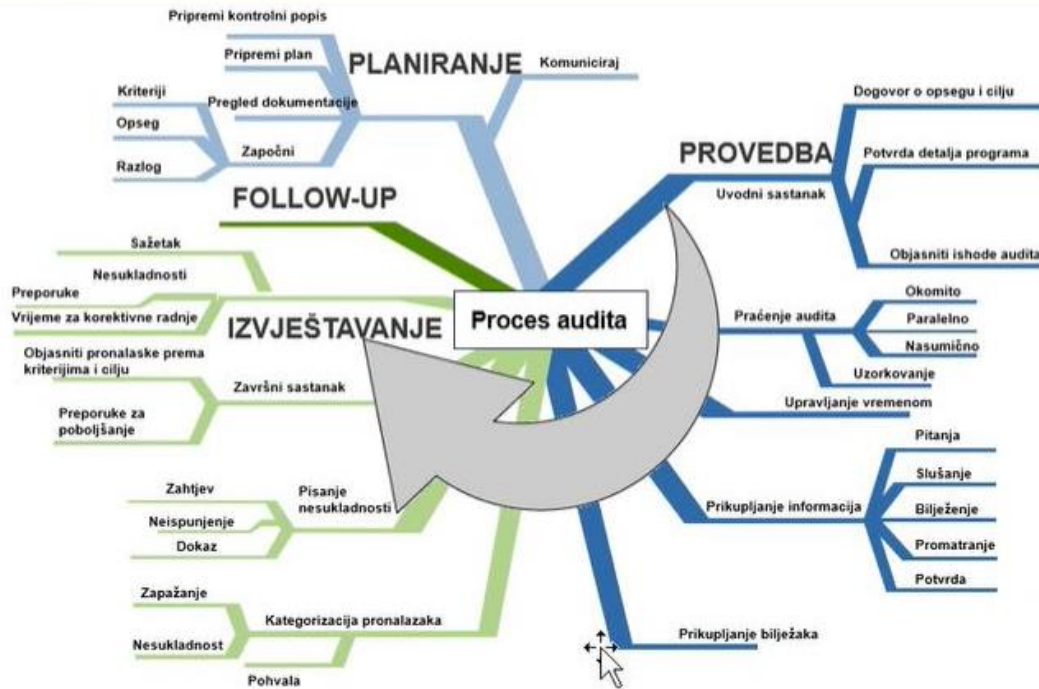 Pripremi kontrolni popis
Pripremi plan
PLANIRANJE
Komuniciraj
Kriteriji
Pregled dokumentacije
Opseg
Započni
Razlog
Dogovor o opsegu i cilju
PROVEDBA
Potvrda detalja programa
Uvodni sastanak
Objasniti ishode audita
FOLLOW-UP
Sažetak
Nesukladnosti
Preporuke
Vrijeme za korektivne radnje
IZVJEŠTAVANJE
Proces audita
Praćenje audita
Okomito
Paralelno
Nasumično
Uzorkovanje
Objasniti pronalaske prema
kriterijima i cilju
Završni sastanak
Preporuke za
poboljšanje
Upravljanje vremenom
Pitanja
Slušanje
Prikupljanje informacija
Bilježenje
Promatranje
Potvrda
Zahtjev
Pisanje
nesukladnosti
Neispunjenje
Dokaz
Zapažanje
Kategorizacija pronalazaka
Nesukladnost
Pohvala
Prikupljanje bilježaka